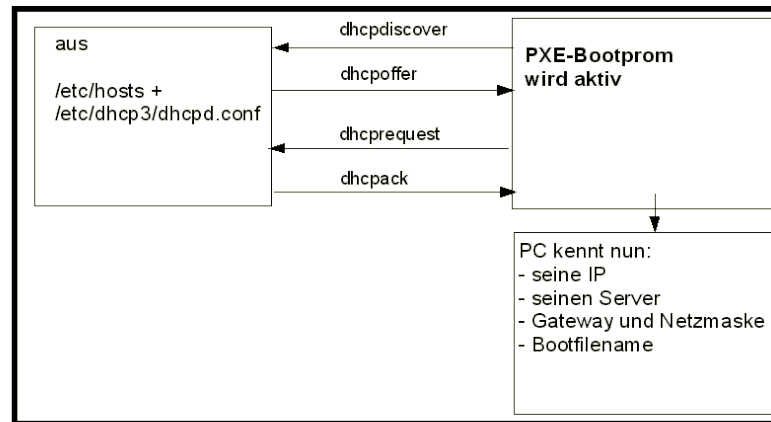 aus
/etc/hosts +
/etc/dhcp3/dhcpd.conf
dhcpdiscover
dhcpoffer
dhcprequest
dhcpack
PXE-Bootprom
wird aktiv
PC kennt nun:
- seine IP
- seinen Server
- Gateway und Netzmaske
- Bootfilename